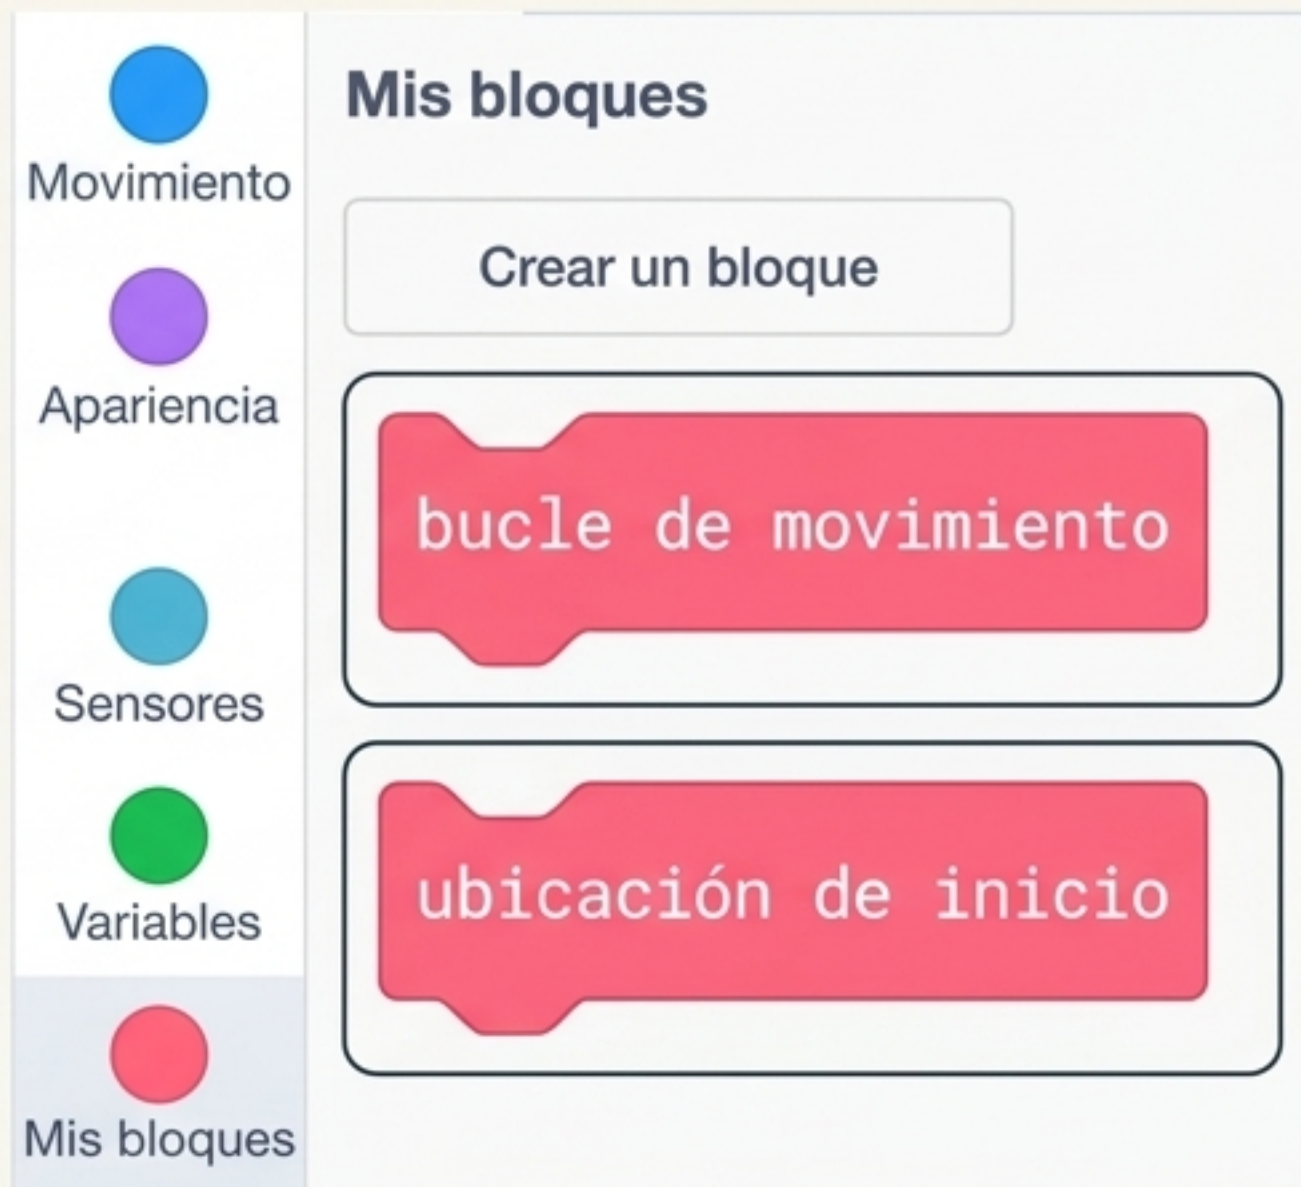 Movimiento
Apariencia
Sensores
Variables
Mis bloques
Mis bloques
Crear un bloque
bucle de movimiento
ubicación de inicio